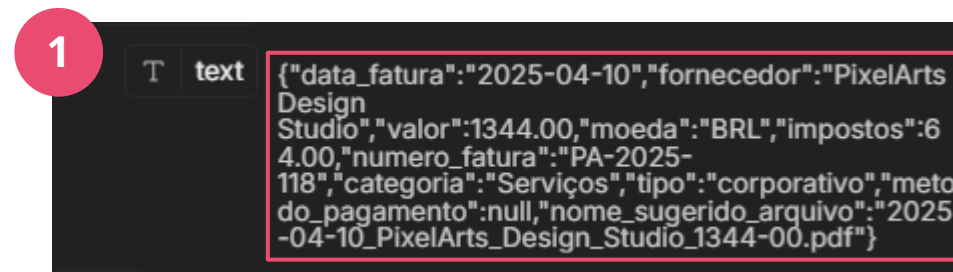 1
T text
{"data_fatura":"2025-04-10","fornecedor":"PixelArts
Design
Studio","valor":1344.00,"moeda":"BRL","impostos":6
4.00,"numero_fatura":"PA-2025-
118","categoria":"Serviços","tipo":"corporativo","meto
do_pagamento":null,"nome_sugerido_arquivo":"2025
-04-10_PixelArts_Design_Studio_1344-00.pdf"}